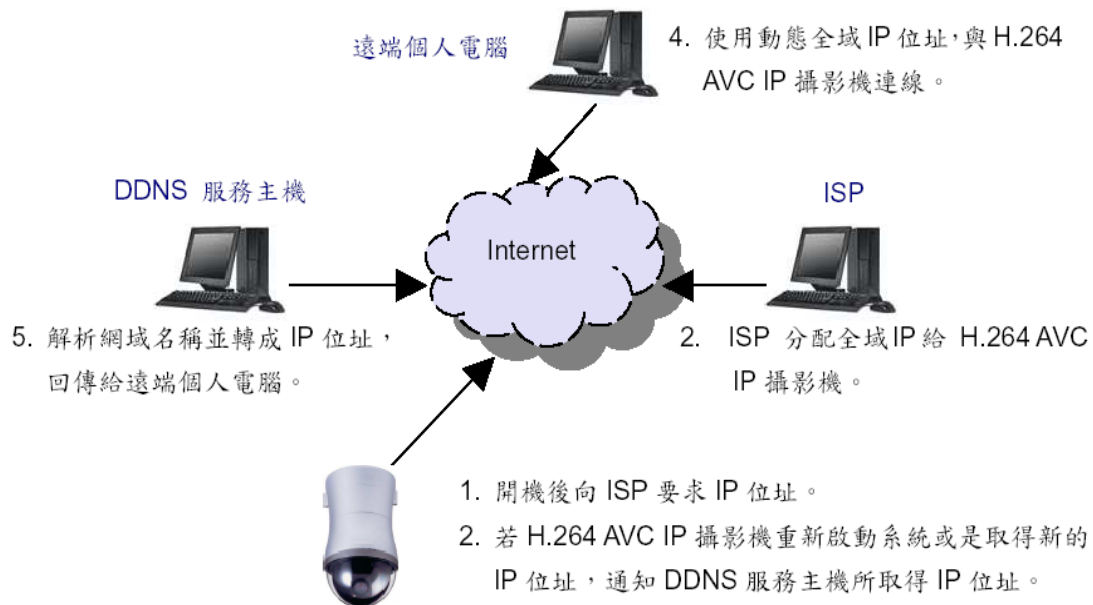 遠端個人電腦
4. 使用動態全域 IP 位址,與 H.264
AVC IP 攝影機連線。
DDNS 服務主機
ISP
Internet
5. 解析網域名稱並轉成 IP 位址,
回傳給遠端個人電腦。
2. ISP 分配全域 IP 給 H.264 AVC
IP 攝影機。
1. 開機後向 ISP 要求 IP 位址。
2. 若 H.264 AVC IP 攝影機重新啟動系統或是取得新的
IP 位址,通知 DDNS 服務主機所取得 IP 位址。